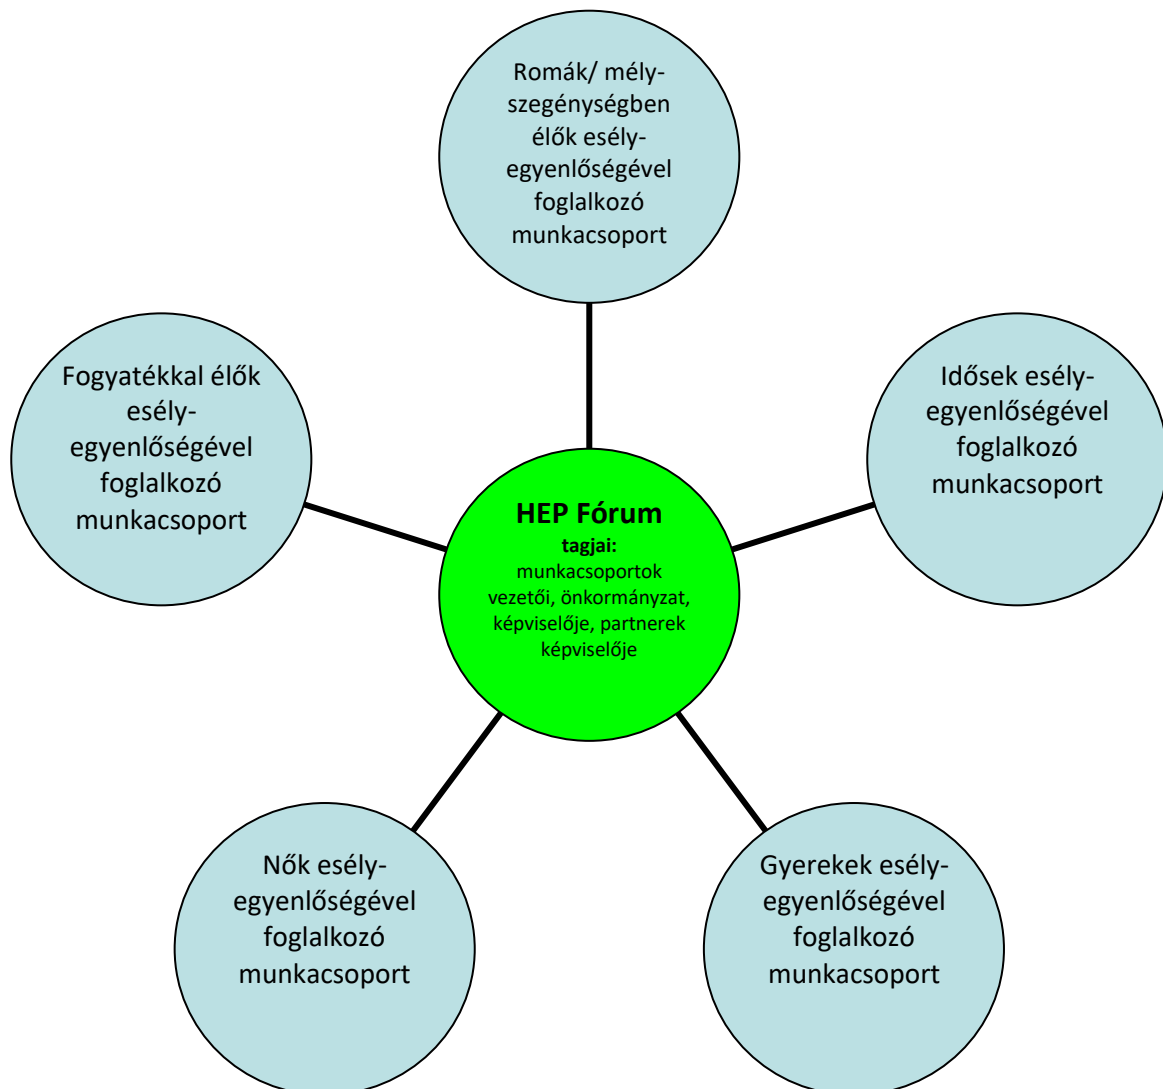 Romák/ mély-
szegénységben
élők esély-
egyenlőségével
foglalkozó
munkacsoport
Fogyatékkal élők
esély-
egyenlőségével
foglalkozó
munkacsoport
Idősek esély-
egyenlőségével
foglalkozó
munkacsoport
HEP Fórum
tagjai:
munkacsoportok
vezetői, önkormányzat,
képviselője, partnerek
képviselője
Nők esély-
egyenlőségével
foglalkozó
munkacsoport
Gyerekek esély-
egyenlőségével
foglalkozó
munkacsoport